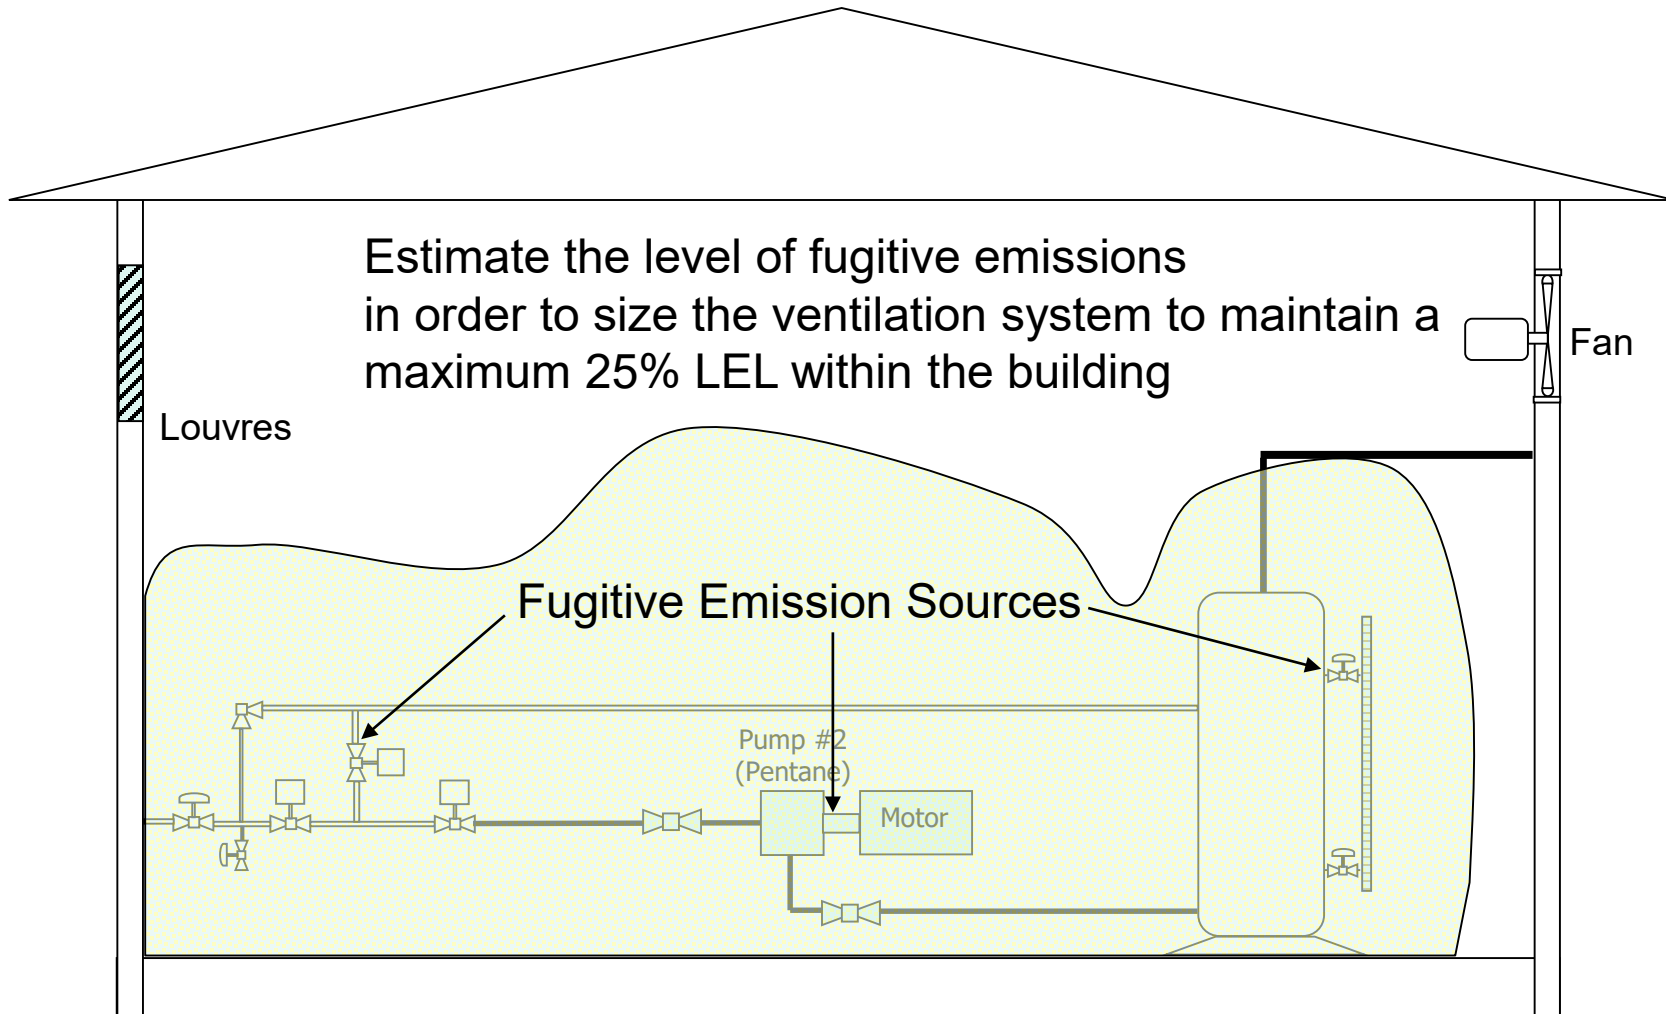 Estimate the level of fugitive emissions
in order to size the ventilation system to maintain a
maximum 25% LEL within the building
Fan
Louvres
Fugitive Emission Sources
Pump #2
(Pentane)
Motor